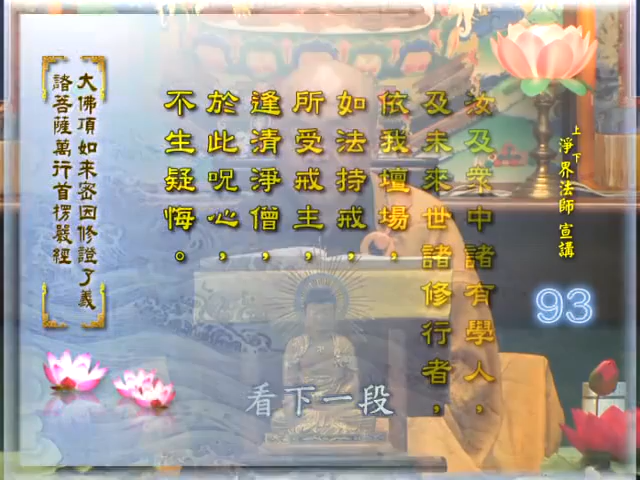 大佛頂如來密因修證了義
諸菩薩萬行首楞嚴經
汝及眾中諸有學人，
及未來世諸修行者，
依我壇場，
如法持戒，
所受戒主，
逢清淨僧，
於此呪心，
不生疑悔。
上淨下界法師 宣講
93
看下一段